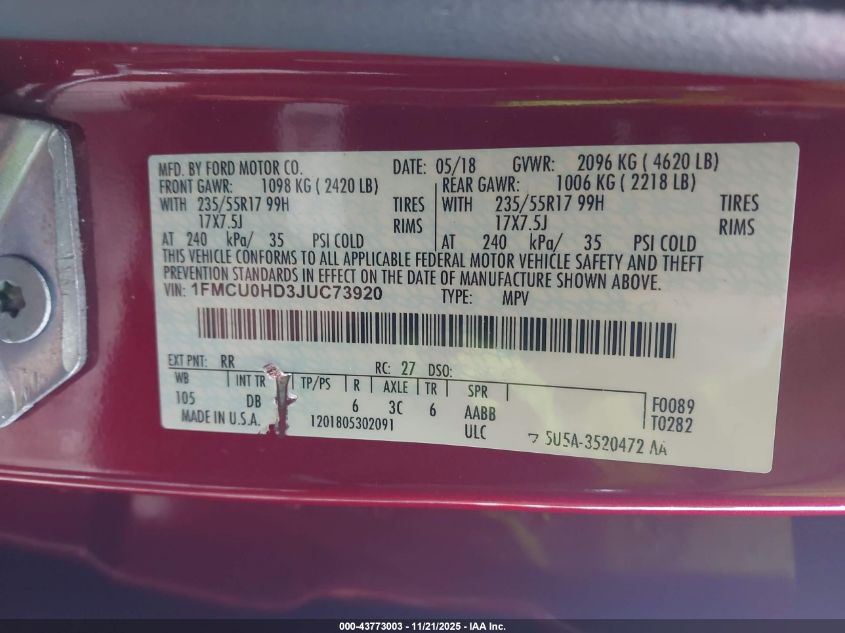 MFD. BY FORD MOTOR CO. DATE: 05/18 GVWR: 2096 KG ( 4620 LB)
FRONT GAWR: 1098 KG ( 2420 LB) REAR GAWR: 1006 KG ( 2218 LB)
WITH 235/55R17 99H TIRES WITH 235/55R17 99H TIRES
17X7.5J RIMS 17X7.5J RIMS
AT 240 kPa/ 35 PSI COLD AT 240 kPa/ 35 PSI COLD
THIS VEHICLE CONFORMS TO ALL APPLICABLE FEDERAL MOTOR VEHICLE SAFETY AND THEFT
PREVENTION STANDARDS IN EFFECT ON THE DATE OF MANUFACTURE SHOWN ABOVE.
VIN: 1FMCU0HD3JUC73920 TYPE: MPV
EXT PNT: RR RC: 27 DSO:
WB INT TR TP/PS R AXLE TR SPR
105 DB 6 3C 6 AABB F0089
MADE IN U.S.A. 1201805302091 ULC T0282
5U5A-3520472 AA
000-43773003 - 11/21/2025 - IAA Inc.